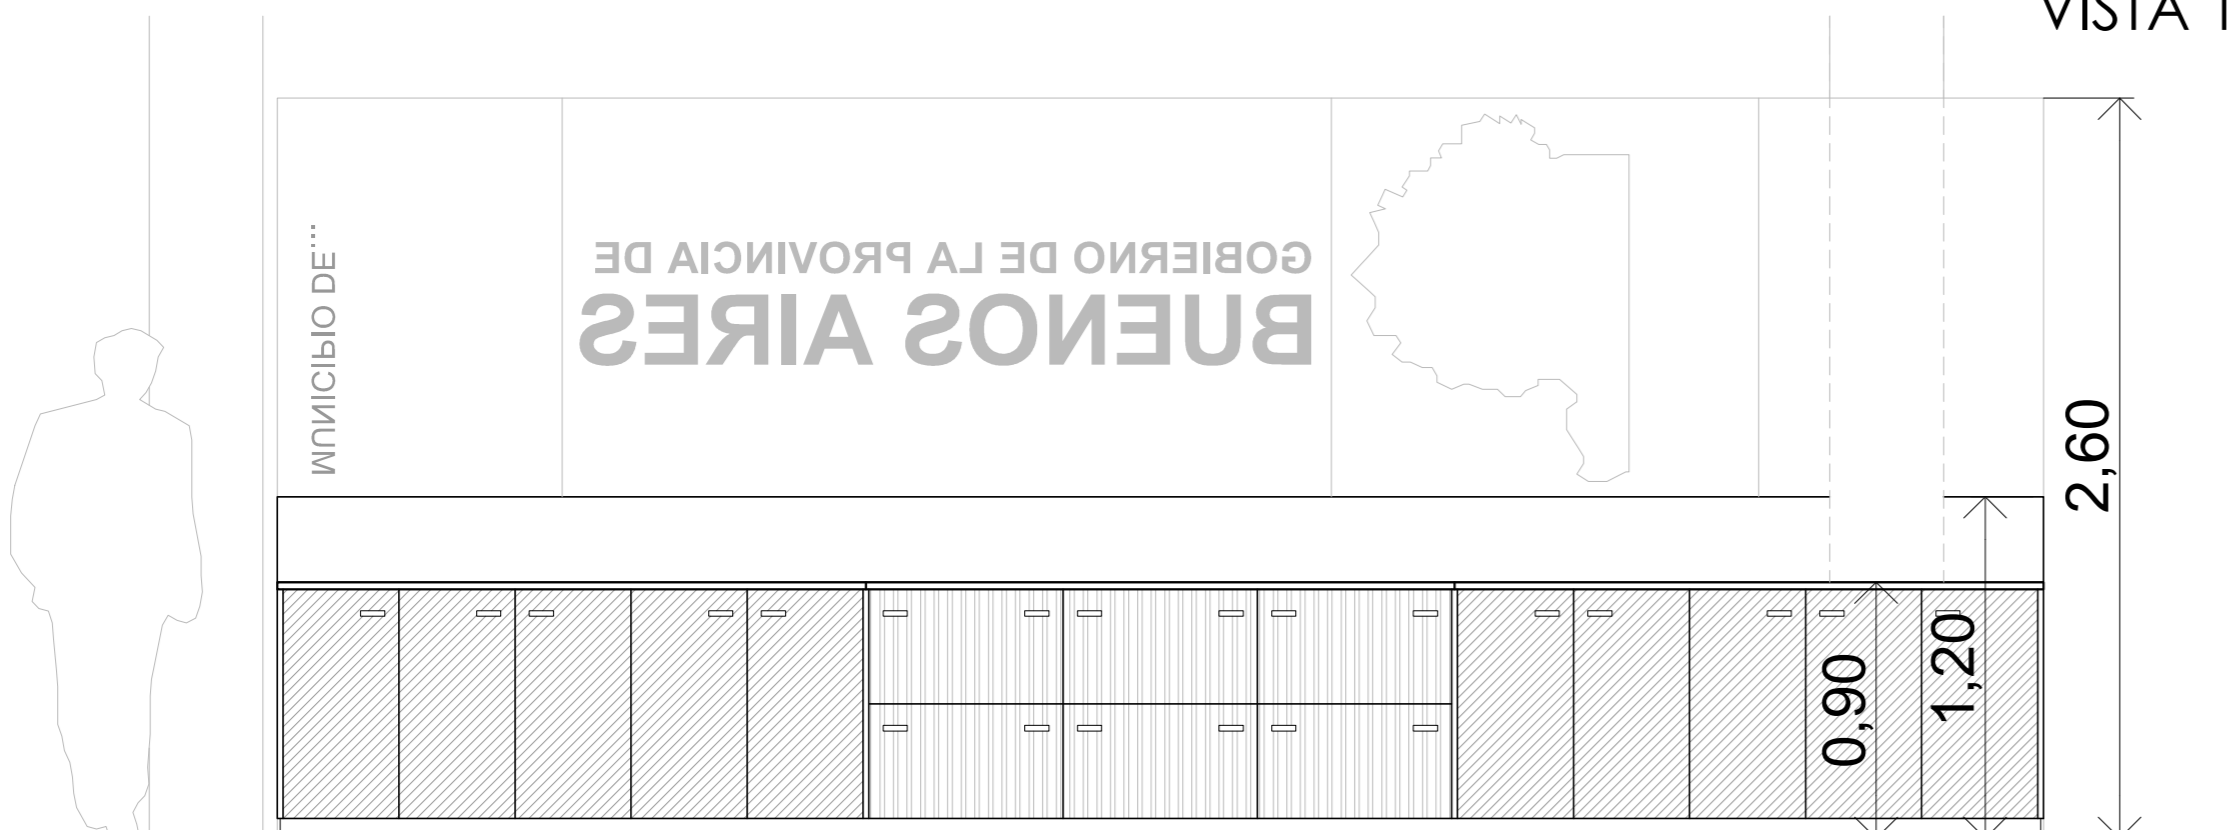 VISTA 1
MUNICIPIO DE...
GOBIERNO DE LA PROVINCIA DE
BUENOS AIRES
2,60
1,20
0,90